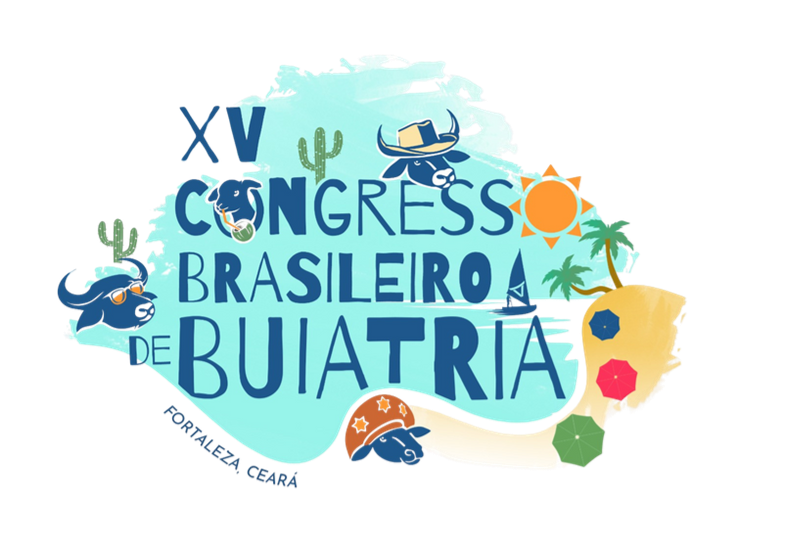 XV
CONGRESSO
BRASILEIRO
DE BUIATRIA
FORTALEZA, CEARÁ